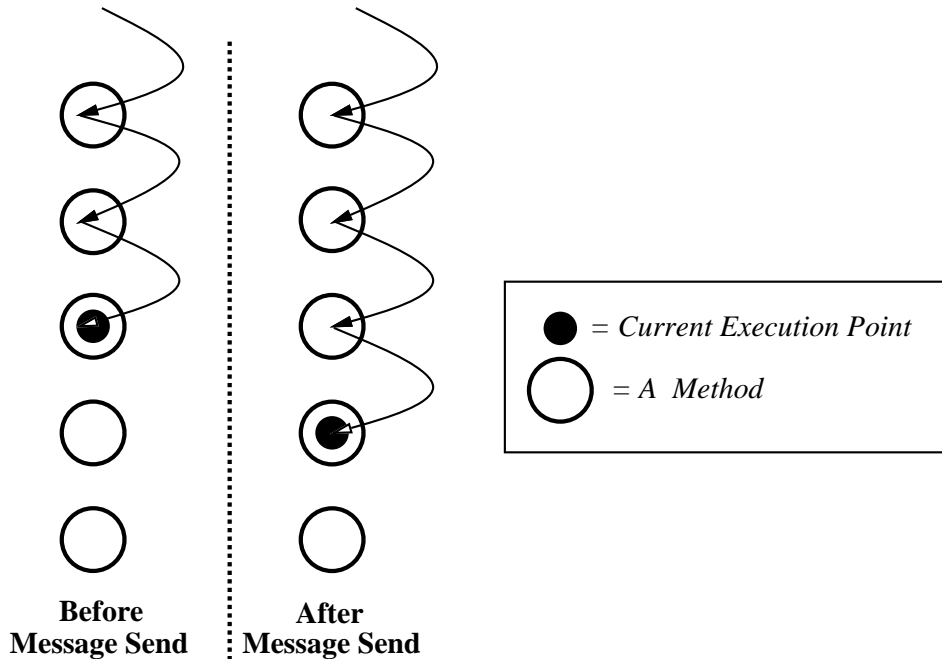 = Current Execution Point
= A Method
Before
Message Send
After
Message Send